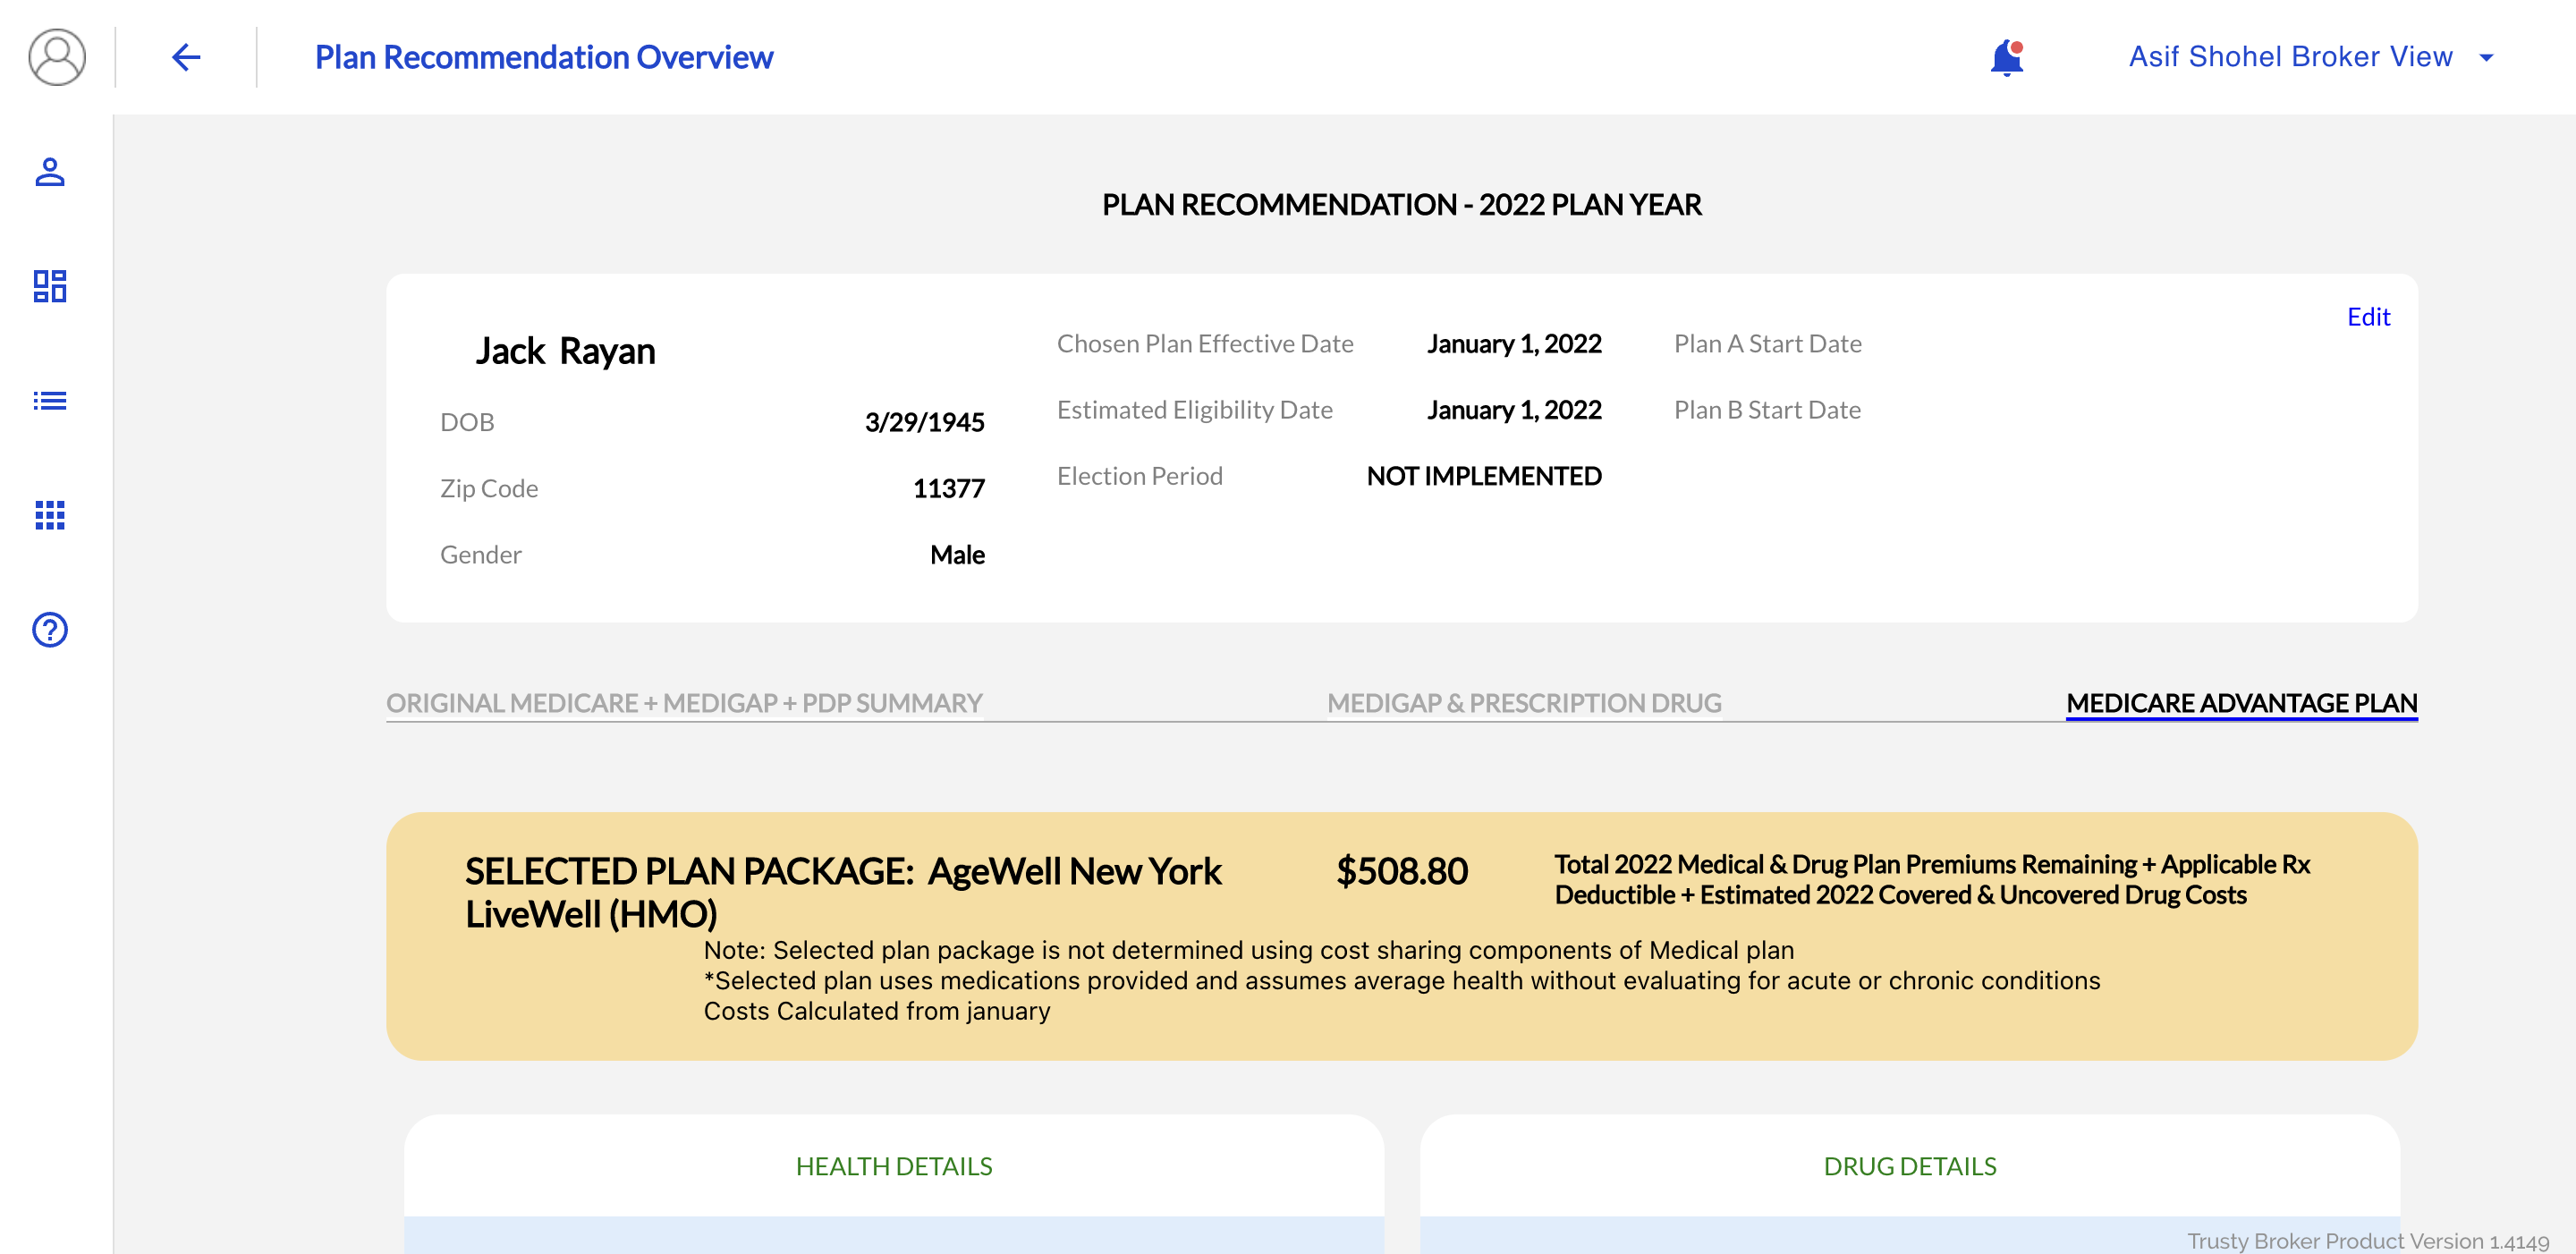 Plan Recommendation Overview
Asif Shohel Broker View
PLAN RECOMMENDATION - 2022 PLAN YEAR
Edit
Jack Rayan
DOB 3/29/1945
Zip Code 11377
Gender Male
Chosen Plan Effective Date January 1, 2022
Estimated Eligibility Date January 1, 2022
Election Period NOT IMPLEMENTED
Plan A Start Date
Plan B Start Date
ORIGINAL MEDICARE + MEDIGAP + PDP SUMMARY
MEDIGAP & PRESCRIPTION DRUG
MEDICARE ADVANTAGE PLAN
SELECTED PLAN PACKAGE: AgeWell New York
LiveWell (HMO)
$508.80
Total 2022 Medical & Drug Plan Premiums Remaining + Applicable Rx
Deductible + Estimated 2022 Covered & Uncovered Drug Costs
Note: Selected plan package is not determined using cost sharing components of Medical plan
*Selected plan uses medications provided and assumes average health without evaluating for acute or chronic conditions
Costs Calculated from january
HEALTH DETAILS
DRUG DETAILS
Trusty Broker Product Version 1.4149